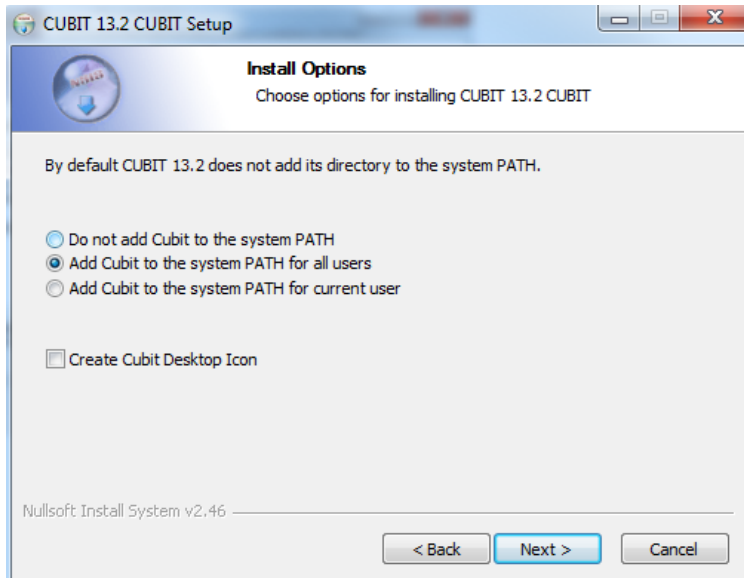 CUBIT 13.2 CUBIT Setup
Install Options
Choose options for installing CUBIT 13.2 CUBIT
By default CUBIT 13.2 does not add its directory to the system PATH.
Do not add Cubit to the system PATH
Add Cubit to the system PATH for all users
Add Cubit to the system PATH for current user
Create Cubit Desktop Icon
Nullsoft Install System v2.46
< Back Next > Cancel